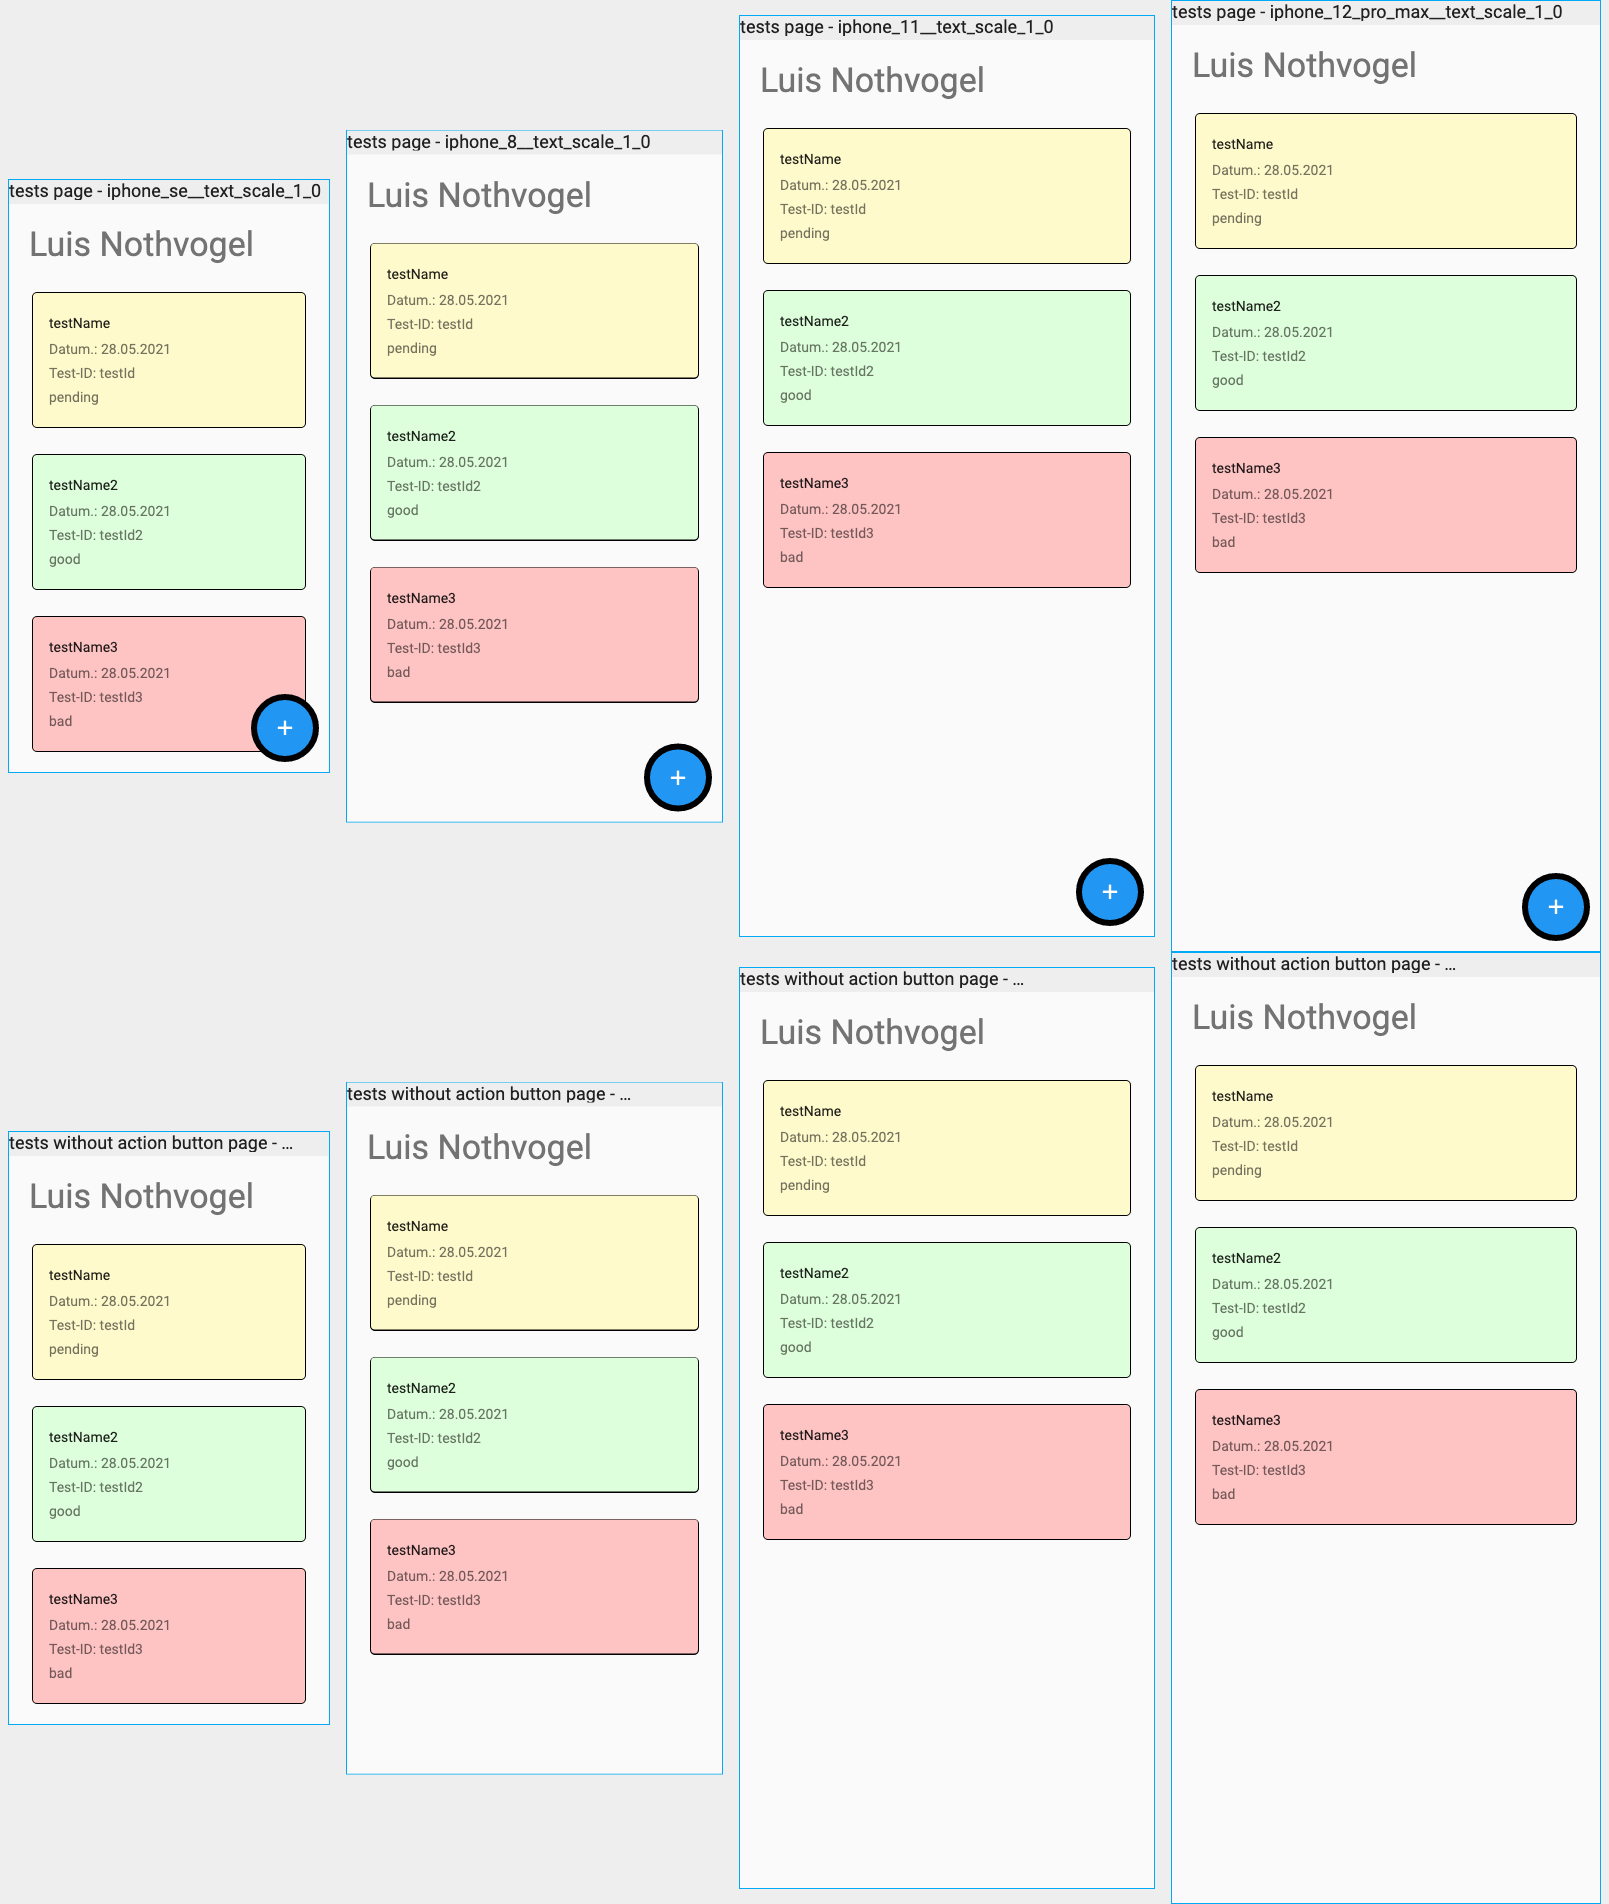 tests page - iphone_se__text_scale_1_0
Luis Nothvogel
testName
Datum.: 28.05.2021
Test-ID: testId
pending
testName2
Datum.: 28.05.2021
Test-ID: testId2
good
testName3
Datum.: 28.05.2021
Test-ID: testId3
bad
+
tests page - iphone_8__text_scale_1_0
Luis Nothvogel
testName
Datum.: 28.05.2021
Test-ID: testId
pending
testName2
Datum.: 28.05.2021
Test-ID: testId2
good
testName3
Datum.: 28.05.2021
Test-ID: testId3
bad
+
tests page - iphone_11__text_scale_1_0
Luis Nothvogel
testName
Datum.: 28.05.2021
Test-ID: testId
pending
testName2
Datum.: 28.05.2021
Test-ID: testId2
good
testName3
Datum.: 28.05.2021
Test-ID: testId3
bad
+
tests page - iphone_12_pro_max__text_scale_1_0
Luis Nothvogel
testName
Datum.: 28.05.2021
Test-ID: testId
pending
testName2
Datum.: 28.05.2021
Test-ID: testId2
good
testName3
Datum.: 28.05.2021
Test-ID: testId3
bad
+
tests without action button page - ...
Luis Nothvogel
testName
Datum.: 28.05.2021
Test-ID: testId
pending
testName2
Datum.: 28.05.2021
Test-ID: testId2
good
testName3
Datum.: 28.05.2021
Test-ID: testId3
bad
tests without action button page - ...
Luis Nothvogel
testName
Datum.: 28.05.2021
Test-ID: testId
pending
testName2
Datum.: 28.05.2021
Test-ID: testId2
good
testName3
Datum.: 28.05.2021
Test-ID: testId3
bad
tests without action button page - ...
Luis Nothvogel
testName
Datum.: 28.05.2021
Test-ID: testId
pending
testName2
Datum.: 28.05.2021
Test-ID: testId2
good
testName3
Datum.: 28.05.2021
Test-ID: testId3
bad
tests without action button page - ...
Luis Nothvogel
testName
Datum.: 28.05.2021
Test-ID: testId
pending
testName2
Datum.: 28.05.2021
Test-ID: testId2
good
testName3
Datum.: 28.05.2021
Test-ID: testId3
bad